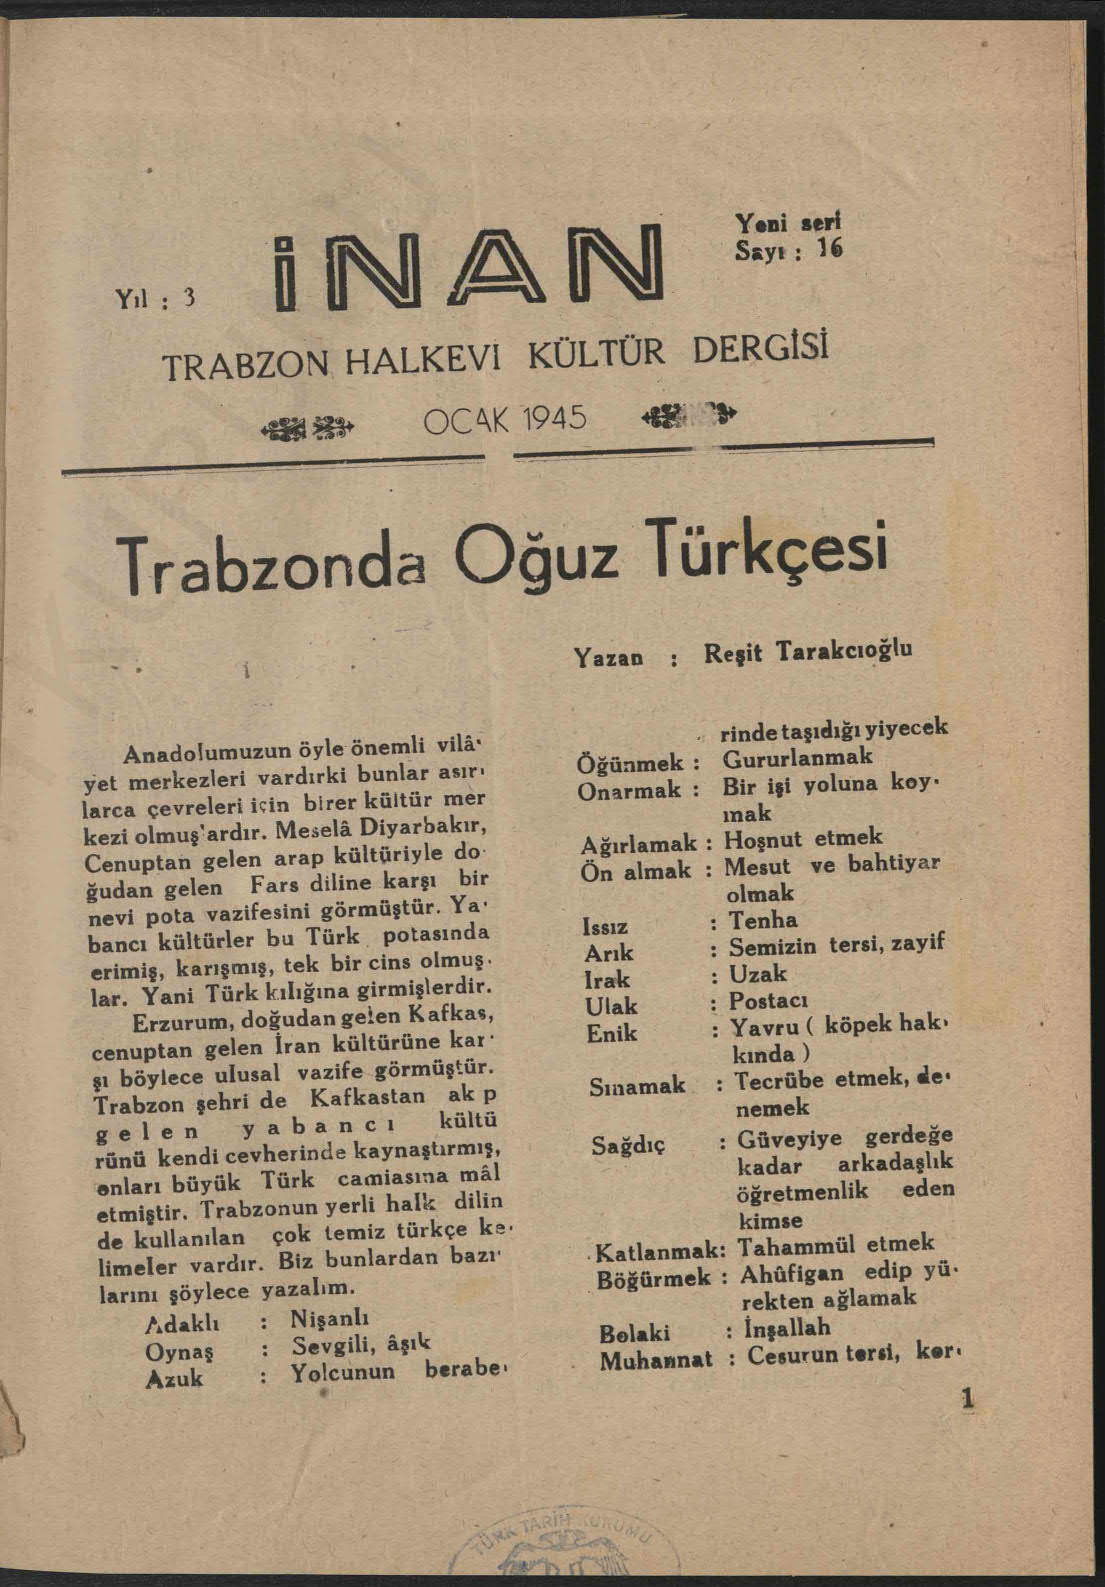 Yıl : 3
İNAN
Yeni seri
Sayı : 16
TRABZON HALKEVİ KÜLTÜR DERGİSİ
OCAK 1945
Trabzonda Oğuz Türkçesi
Yazan : Reşit Tarakcıoğlu
Anadolumuzun öyle önemli vilâ-
yet merkezleri vardırki bunlar asır-
larca çevreleri için birer kültür mer
kezi olmuş'ardır. Meselâ Diyarbakır,
Cenuptan gelen arap kültüriyle do-
ğudan gelen Fars diline karşı bir
nevi pota vazifesini görmüştür. Ya-
bancı kültürler bu Türk potasında
erimiş, karışmış, tek bir cins olmuş-
lar. Yani Türk kılığına girmişlerdir.
Erzurum, doğudan gelen Kafkas,
cenuptan gelen İran kültürüne kar-
şı böylece ulusal vazife görmüştür.
Trabzon şehri de Kafkastan ak p
gelen yabancı kültü
rünü kendi cevherinde kaynaştırmış,
onları büyük Türk camiasına mâl
etmiştir. Trabzonun yerli halk dilin
de kullanılan çok temiz türkçe ke-
limeler vardır. Biz bunlardan bazı-
larını şöylece yazalım.
Adaklı : Nişanlı
Oynaş : Sevgili, âşık
Azuk : Yolcunun berabe-
rinde taşıdığı yiyecek
Öğünmek : Gururlanmak
Onarmak : Bir işi yoluna koy-
mak
Ağırlamak : Hoşnut etmek
Ön almak : Mesut ve bahtiyar
olmak
Issız : Tenha
Arık : Semizin tersi, zayif
Irak : Uzak
Ulak : Postacı
Enik : Yavru ( köpek hak-
kında )
Sınamak : Tecrübe etmek, de-
nemek
Sağdıç : Güveyiye gerdeğe
kadar arkadaşlık
öğretmenlik eden
kimse
Katlanmak: Tahammül etmek
Böğürmek : Ahûfigan edip yü-
rekten ağlamak
Bolaki : İnşallah
Muhannat : Cesurun tersi, kor-
1
TÜRK TARİH KURUMU